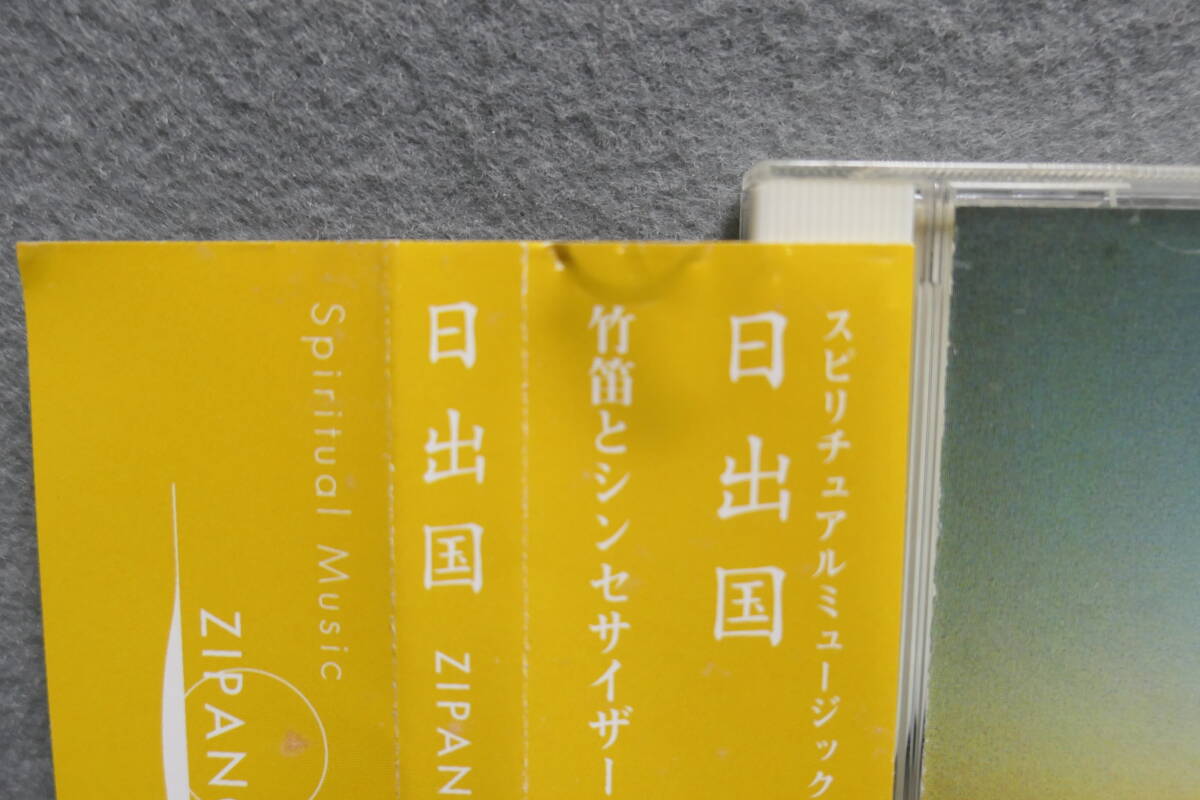 スピリチュアルミュージック
日出国
竹笛とシンセサイザー
日出国 ZIPAN
Spiritual Music
ZIPAN